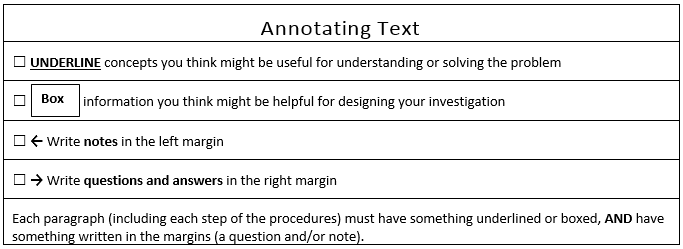 Annotating Text
☐ UNDERLINE concepts you think might be useful for understanding or solving the problem
☐ Box information you think might be helpful for designing your investigation
☐ ← Write notes in the left margin
☐ → Write questions and answers in the right margin
Each paragraph (including each step of the procedures) must have something underlined or boxed, AND have
something written in the margins (a question and/or note).